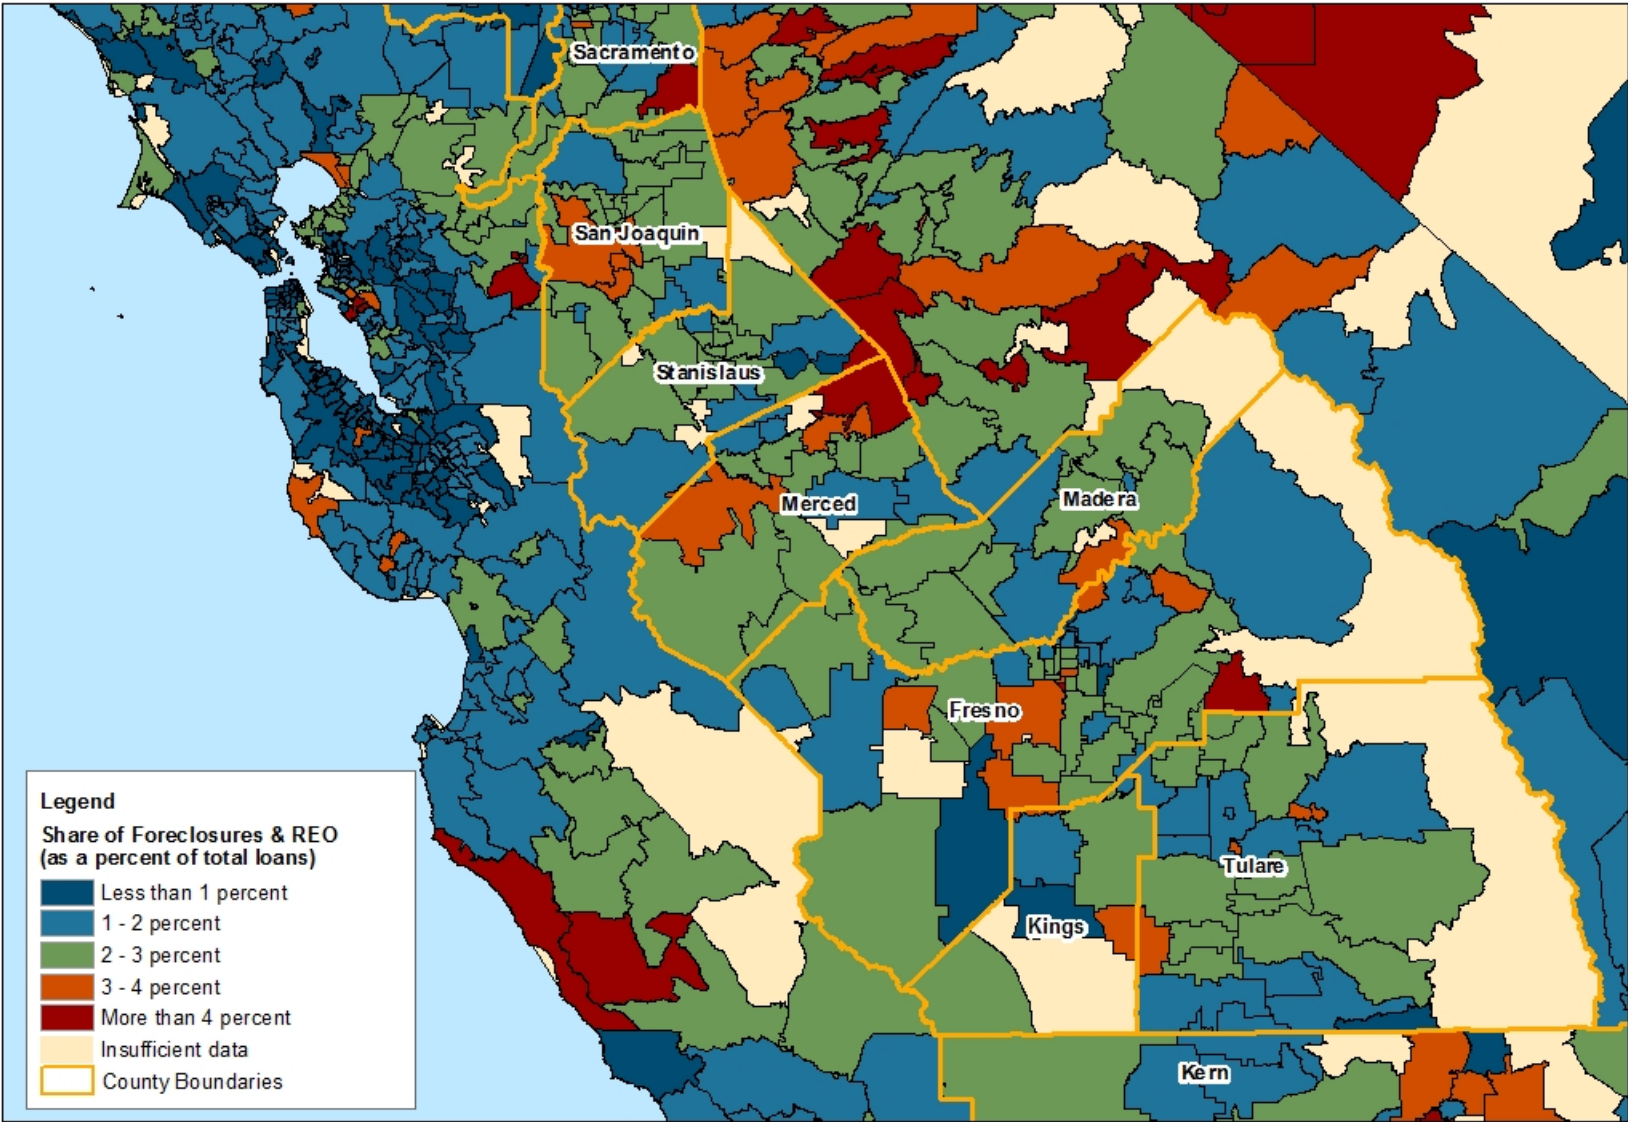 Sacramento
San Joaquin
Stanislaus
Merced
Madera
Fresno
Tulare
Kings
Kern
Legend
Share of Foreclosures & REO
(as a percent of total loans)
Less than 1 percent
1 - 2 percent
2 - 3 percent
3 - 4 percent
More than 4 percent
Insufficient data
County Boundaries